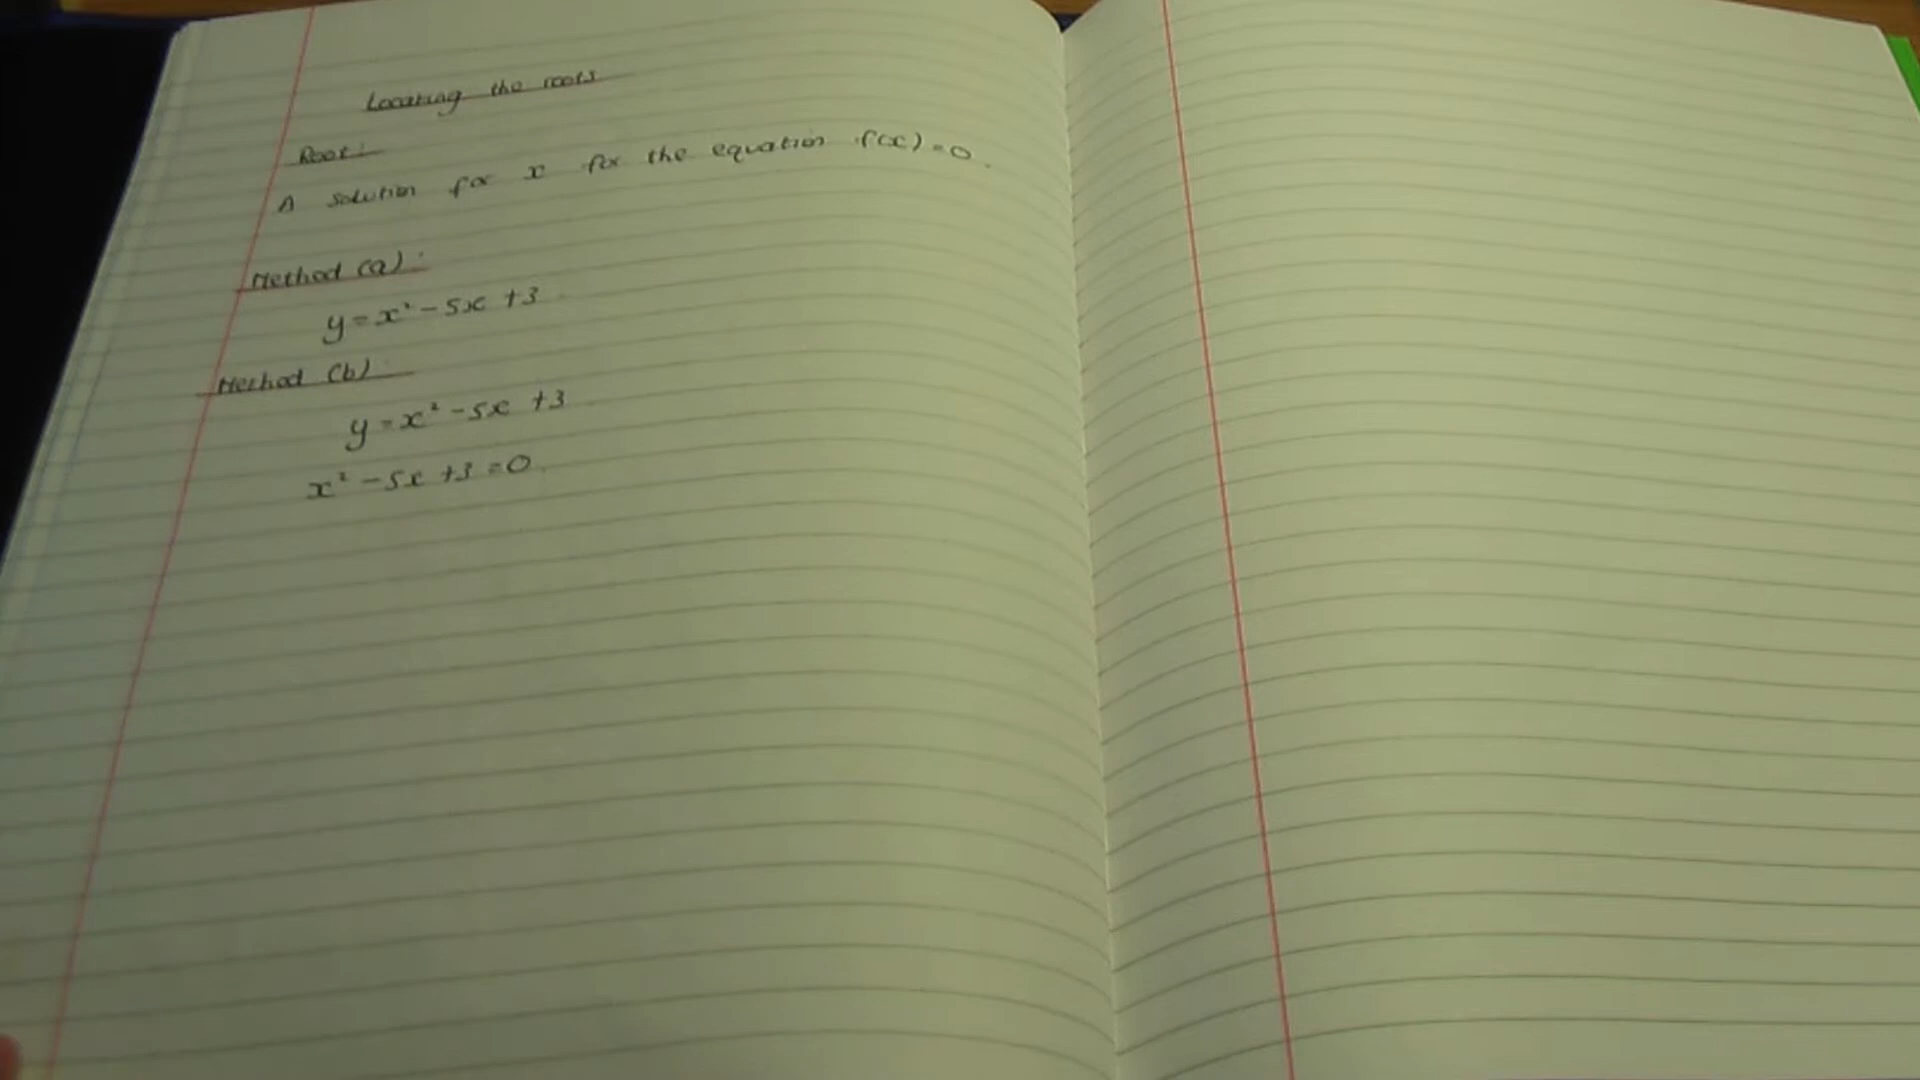 Locating the roots
Root:
A solution for x for the equation f(x)=0.
Method (a):
y = x² - 5x + 3
Method (b)
y = x² - 5x + 3
x² - 5x + 3 = 0